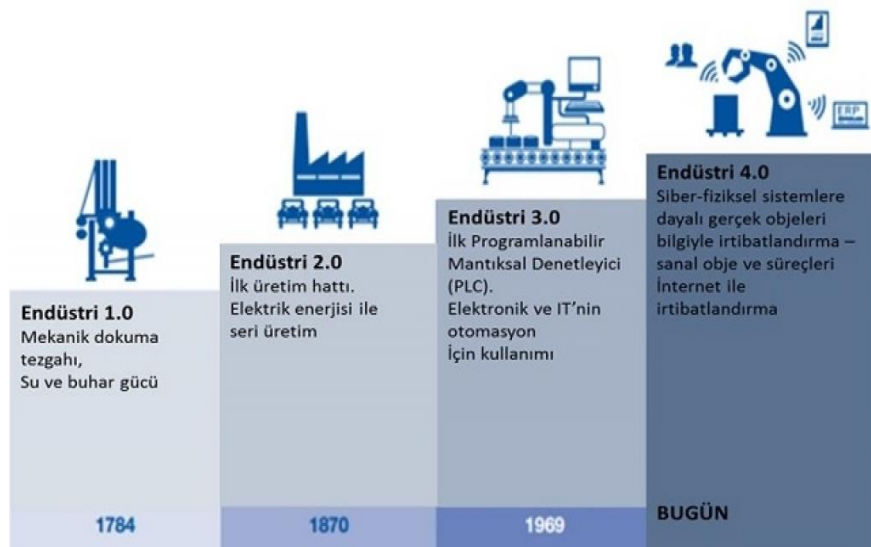 ERP
Endüstri 1.0
Mekanik dokuma
tezgahı,
Su ve buhar gücü
1784
Endüstri 2.0
İlk üretim hattı.
Elektrik enerjisi ile
seri üretim
1870
Endüstri 3.0
İlk Programlanabilir
Mantıksal Denetleyici
(PLC).
Elektronik ve IT’nin
otomasyon
İçin kullanımı
1969
Endüstri 4.0
Siber-fiziksel sistemlere
dayalı gerçek objeleri
bilgiyle irtibatlandırma –
sanal obje ve süreçleri
İnternet ile
irtibatlandırma
BUGÜN